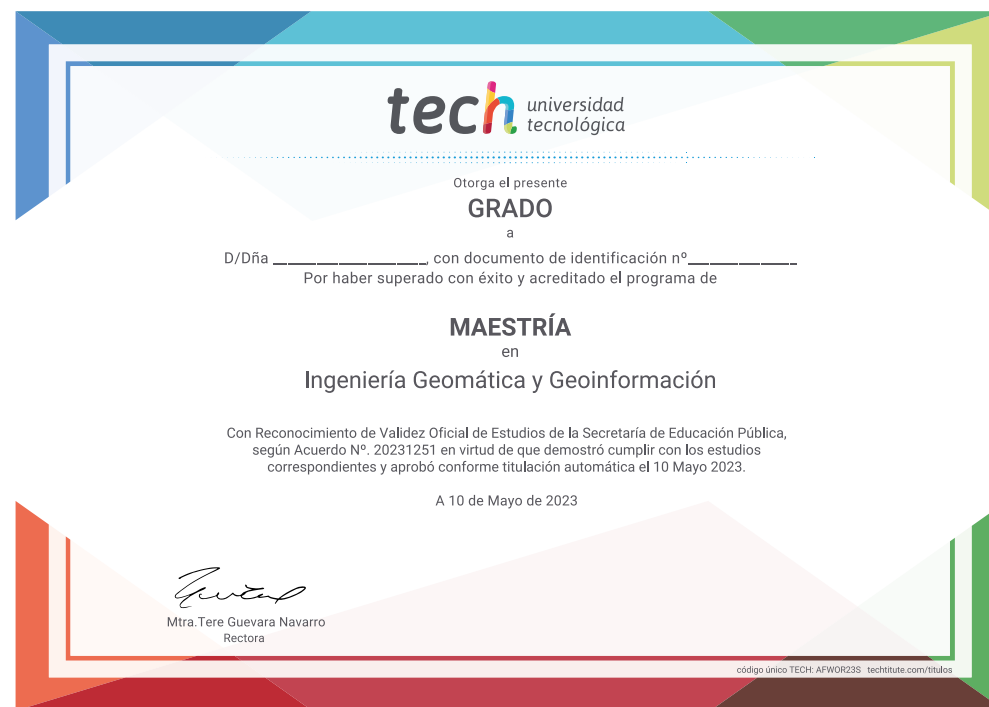 tech universidad
tecnológica
Otorga el presente
GRADO
a
D/Dña ____________________, con documento de identificación nº______________
Por haber superado con éxito y acreditado el programa de
MAESTRÍA
en
Ingeniería Geomática y Geoinformación
Con Reconocimiento de Validez Oficial de Estudios de la Secretaría de Educación Pública,
según Acuerdo Nº. 20231251 en virtud de que demostró cumplir con los estudios
correspondientes y aprobó conforme titulación automática el 10 Mayo 2023.
A 10 de Mayo de 2023
Mtra.Tere Guevara Navarro
Rectora
código único TECH: AFWOR23S techtitute.com/titulos